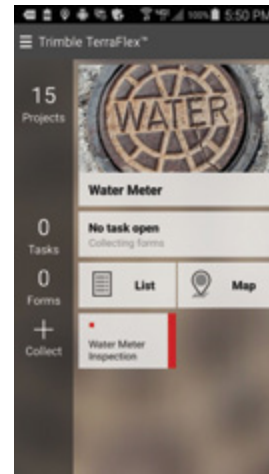 100% 5:50 PM
Trimble TerraFlex™
15
Projects
WATER
Water Meter
0
Tasks
No task open
Collecting forms
0
Forms
List
Map
Collect
Water Meter
Inspection